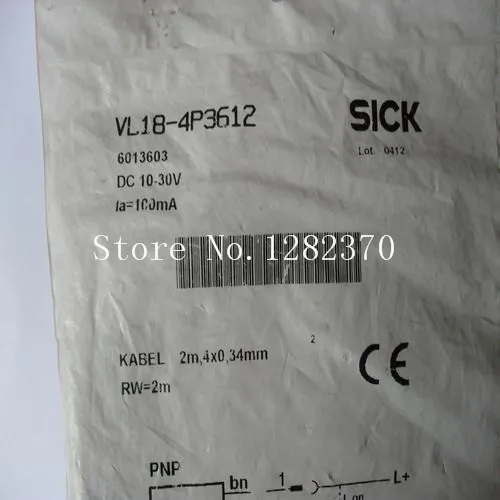 VL18-4P3612
SICK
6013603
Lot. 0412
DC 10-30V
Ia=100mA
Store No. 1282370
KABEL 2m,4x0,34mm 2
RW=2m
CE
PNP
bn 1 L+